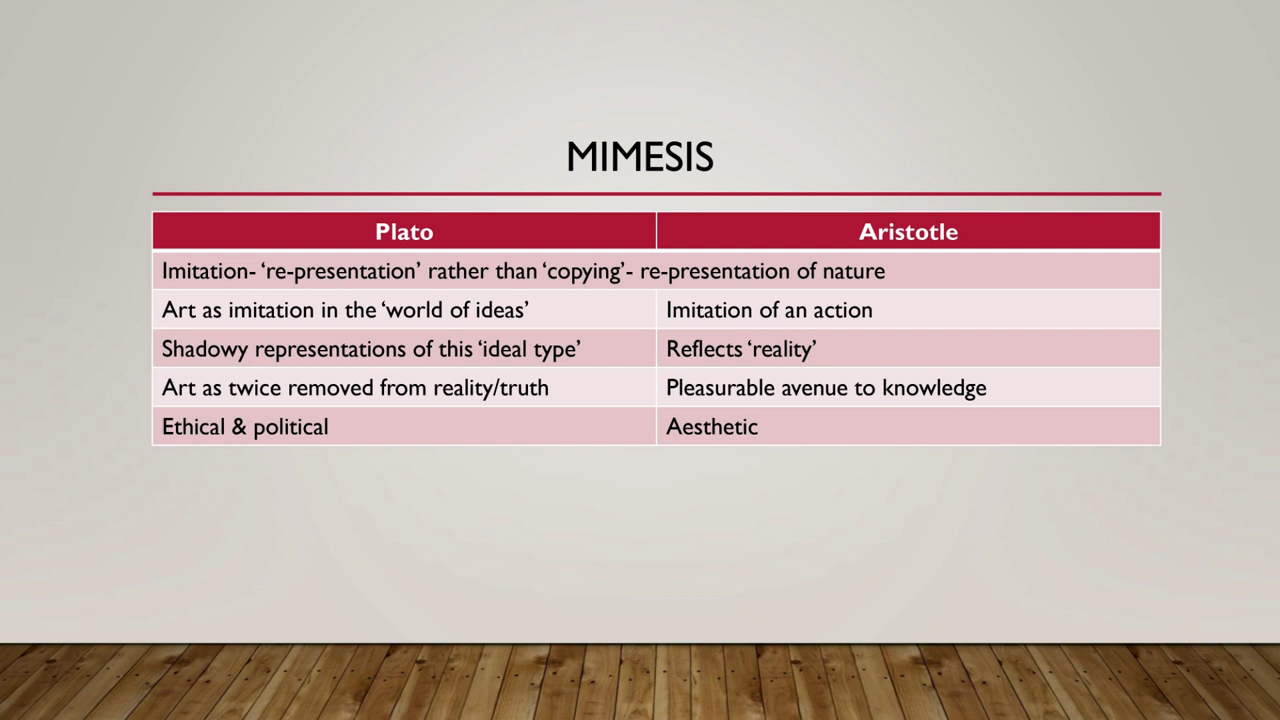 MIMESIS
Plato Aristotle
Imitation- ‘re-presentation’ rather than ‘copying’- re-presentation of nature
Art as imitation in the ‘world of ideas’ Imitation of an action
Shadowy representations of this ‘ideal type’ Reflects ‘reality’
Art as twice removed from reality/truth Pleasurable avenue to knowledge
Ethical & political Aesthetic